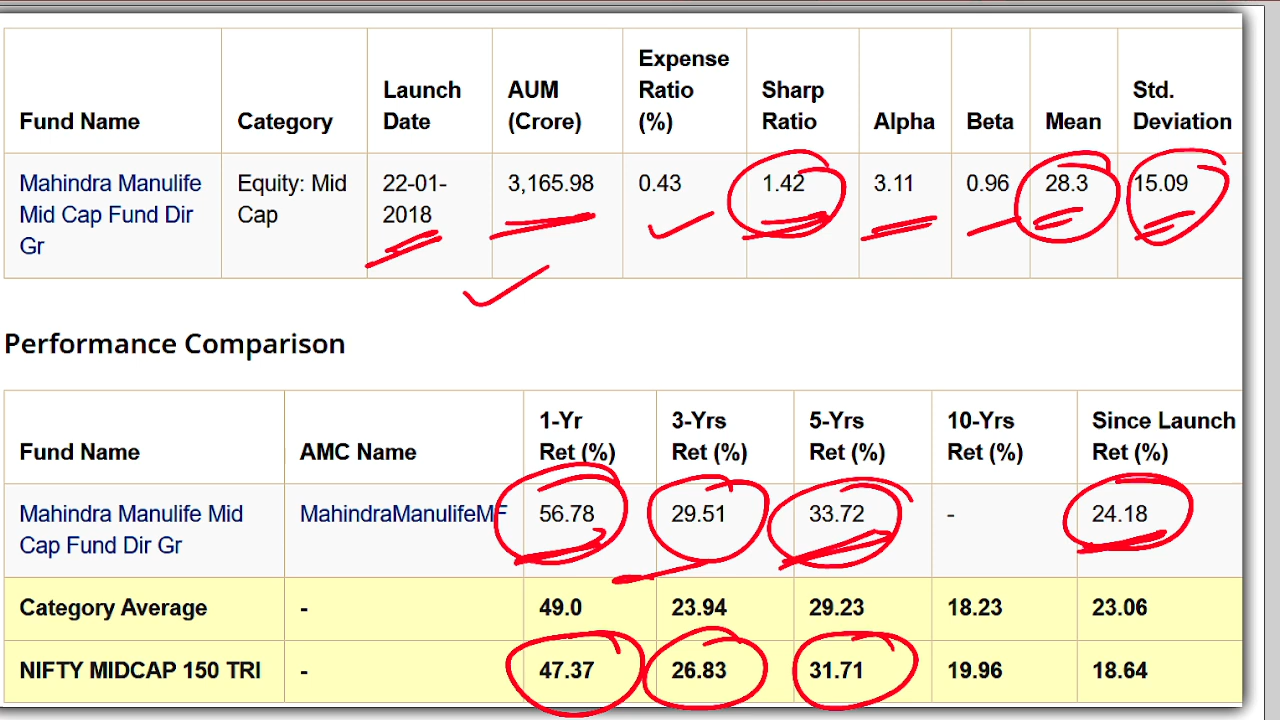 Fund Name Category Launch Date AUM (Crore) Expense Ratio (%) Sharp Ratio Alpha Beta Mean Std. Deviation
Mahindra Manulife Mid Cap Fund Dir Gr Equity: Mid Cap 22-01-2018 3,165.98 0.43 1.42 3.11 0.96 28.3 15.09
Performance Comparison
Fund Name AMC Name 1-Yr Ret (%) 3-Yrs Ret (%) 5-Yrs Ret (%) 10-Yrs Ret (%) Since Launch Ret (%)
Mahindra Manulife Mid Cap Fund Dir Gr MahindraManulifeMF 56.78 29.51 33.72 - 24.18
Category Average - 49.0 23.94 29.23 18.23 23.06
NIFTY MIDCAP 150 TRI - 47.37 26.83 31.71 19.96 18.64